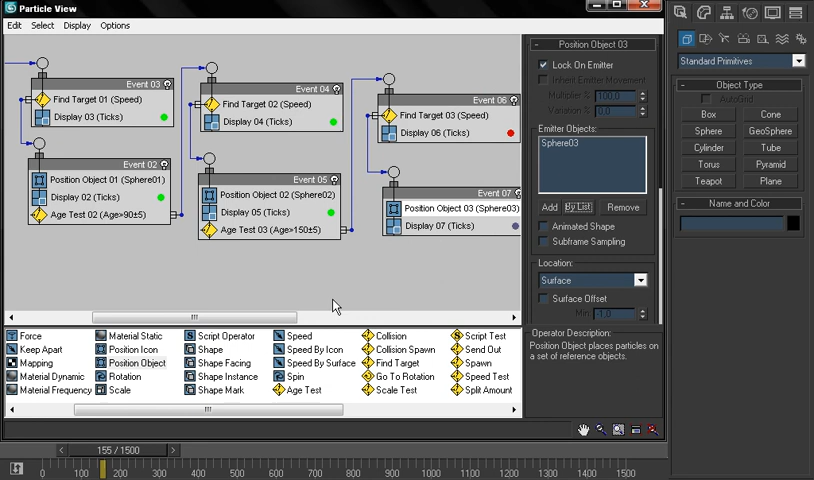 Particle View
Edit Select Display Options
Event 03
Find Target 01 (Speed)
Display 03 (Ticks)
Event 02
Position Object 01 (Sphere01)
Display 02 (Ticks)
Age Test 02 (Age>90±5)
Event 04
Find Target 02 (Speed)
Display 04 (Ticks)
Event 05
Position Object 02 (Sphere02)
Display 05 (Ticks)
Age Test 03 (Age>150±5)
Event 06
Find Target 03 (Speed)
Display 06 (Ticks)
Event 07
Position Object 03 (Sphere03)
Display 07 (Ticks)
Position Object 03
Lock On Emitter
Inherit Emitter Movement
Multiplier % 100.0
Variation % 0.0
Emitter Objects:
Sphere03
Add By List Remove
Animated Shape
Subframe Sampling
Location:
Surface
Surface Offset
Min: -1.0
Operator Description:
Position Object places particles on a set of reference objects.
Force Material Static Script Operator Speed Collision Script Test
Keep Apart Position Icon Shape Speed By Icon Collision Spawn Send Out
Mapping Position Object Shape Facing Speed By Surface Find Target Spawn
Material Dynamic Rotation Shape Instance Spin Go To Rotation Speed Test
Material Frequency Scale Shape Mark Age Test Scale Test Split Amount
Standard Primitives
Object Type
AutoGrid
Box Cone
Sphere GeoSphere
Cylinder Tube
Torus Pyramid
Teapot Plane
Name and Color
155 / 1500
0 100 200 300 400 500 600 700 800 900 1000 1100 1200 1300 1400 1500